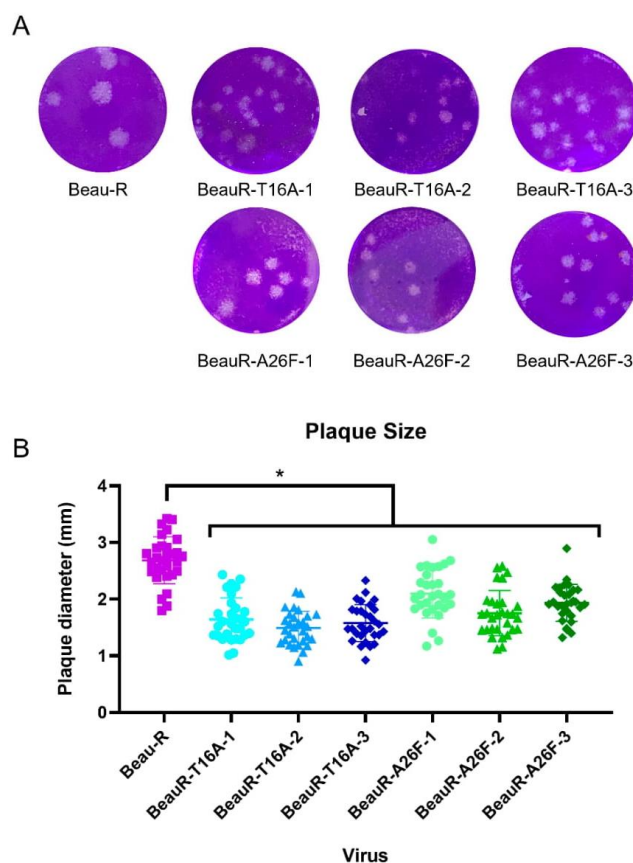 A
Beau-R BeauR-T16A-1 BeauR-T16A-2 BeauR-T16A-3
BeauR-A26F-1 BeauR-A26F-2 BeauR-A26F-3
Plaque Size
B
*
4
3
2
1
0
Plaque diameter (mm)
Beau-R BeauR-T16A-1 BeauR-T16A-2 BeauR-T16A-3 BeauR-A26F-1 BeauR-A26F-2 BeauR-A26F-3
Virus